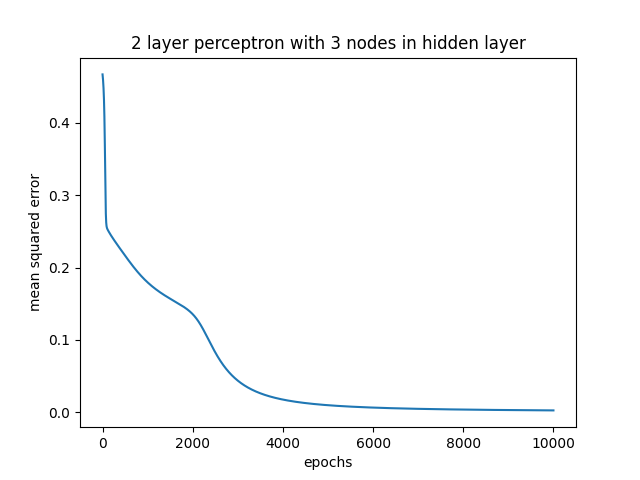 2 layer perceptron with 3 nodes in hidden layer
mean squared error
0.4
0.3
0.2
0.1
0.0
0 2000 4000 6000 8000 10000
epochs